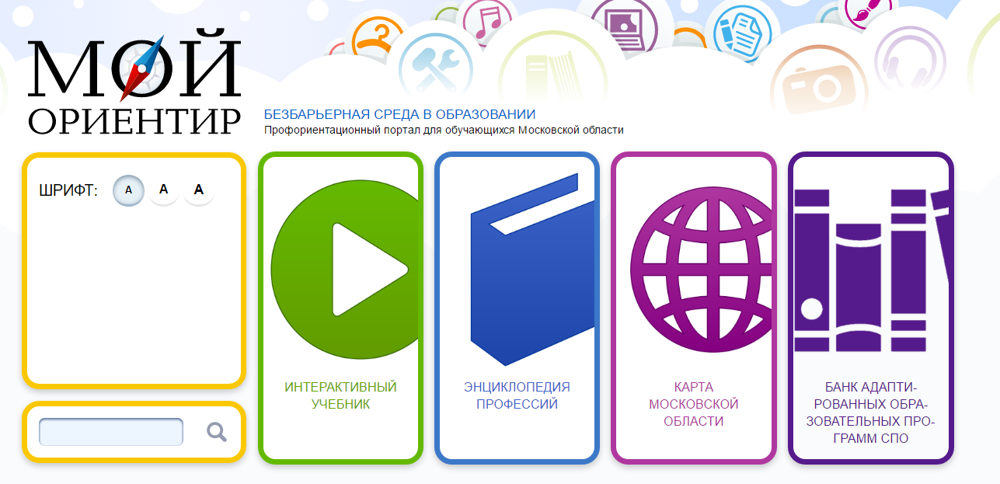 МОЙ
ОРИЕНТИР
БЕЗБАРЬЕРНАЯ СРЕДА В ОБРАЗОВАНИИ
Профориентационный портал для обучающихся Московской области
ШРИФТ: А А А
ИНТЕРАКТИВНЫЙ
УЧЕБНИК
ЭНЦИКЛОПЕДИЯ
ПРОФЕССИЙ
КАРТА
МОСКОВСКОЙ
ОБЛАСТИ
БАНК АДАПТИ-
РОВАННЫХ ОБРА-
ЗОВАТЕЛЬНЫХ ПРО-
ГРАММ СПО